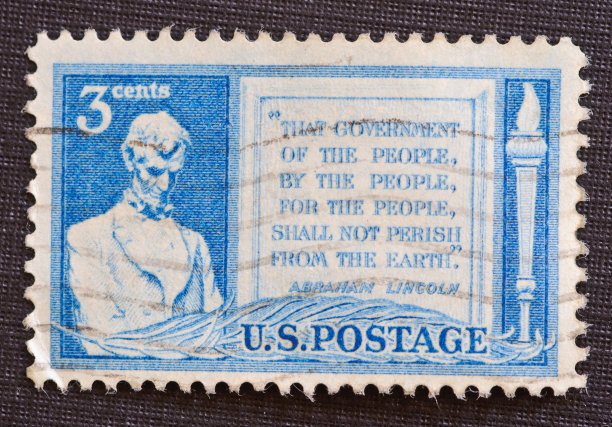 3 cents
"THAT GOVERNMENT
OF THE PEOPLE,
BY THE PEOPLE,
FOR THE PEOPLE,
SHALL NOT PERISH
FROM THE EARTH".
ABRAHAM LINCOLN
U.S.POSTAGE